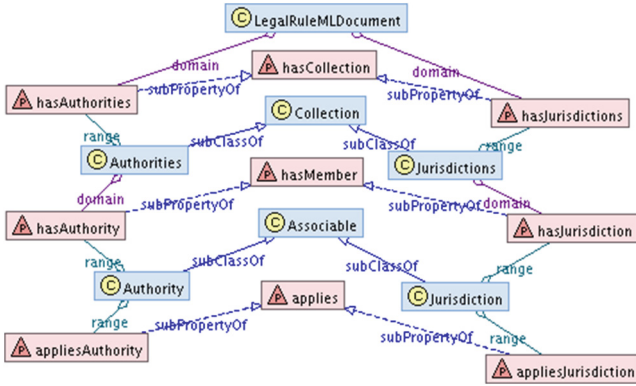 C LegalRuleMLDocument
domain
P hasCollection
domain
subPropertyOf
subPropertyOf
P hasAuthorities
P hasJurisdictions
range
C Collection
range
subClassOf
subClassOf
C Authorities
C Jurisdictions
domain
P hasMember
domain
subPropertyOf
subPropertyOf
P hasAuthority
P hasJurisdiction
C Associable
range
subClassOf
subClassOf
range
C Authority
P applies
C Jurisdiction
range
subPropertyOf
subPropertyOf
range
P appliesAuthority
P appliesJurisdiction